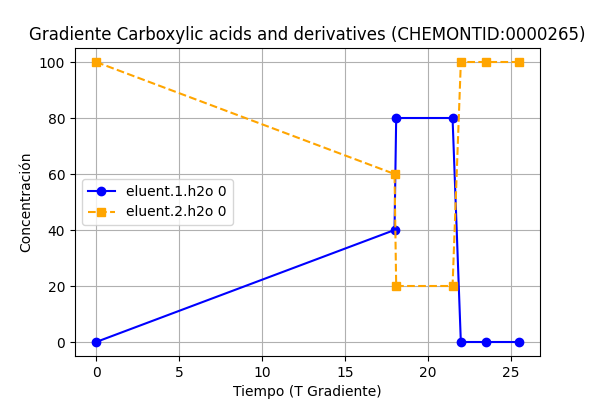 Gradiente Carboxylic acids and derivatives (CHEMONTID:0000265)
100
80
60
40
20
0
Concentración
eluent.1.h2o 0
eluent.2.h2o 0
0 5 10 15 20 25
Tiempo (T Gradiente)